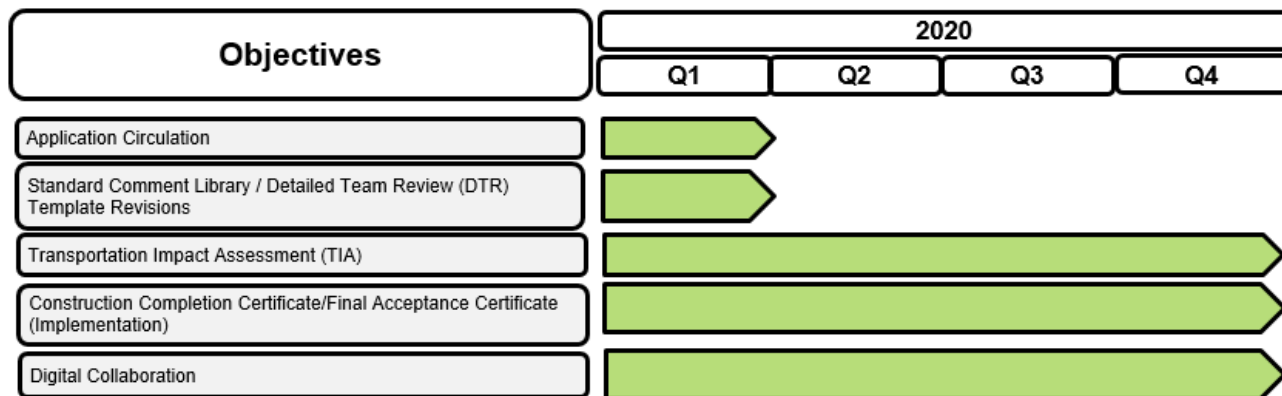 Objectives
2020
Q1 Q2 Q3 Q4
Application Circulation
Standard Comment Library / Detailed Team Review (DTR)
Template Revisions
Transportation Impact Assessment (TIA)
Construction Completion Certificate/Final Acceptance Certificate
(Implementation)
Digital Collaboration